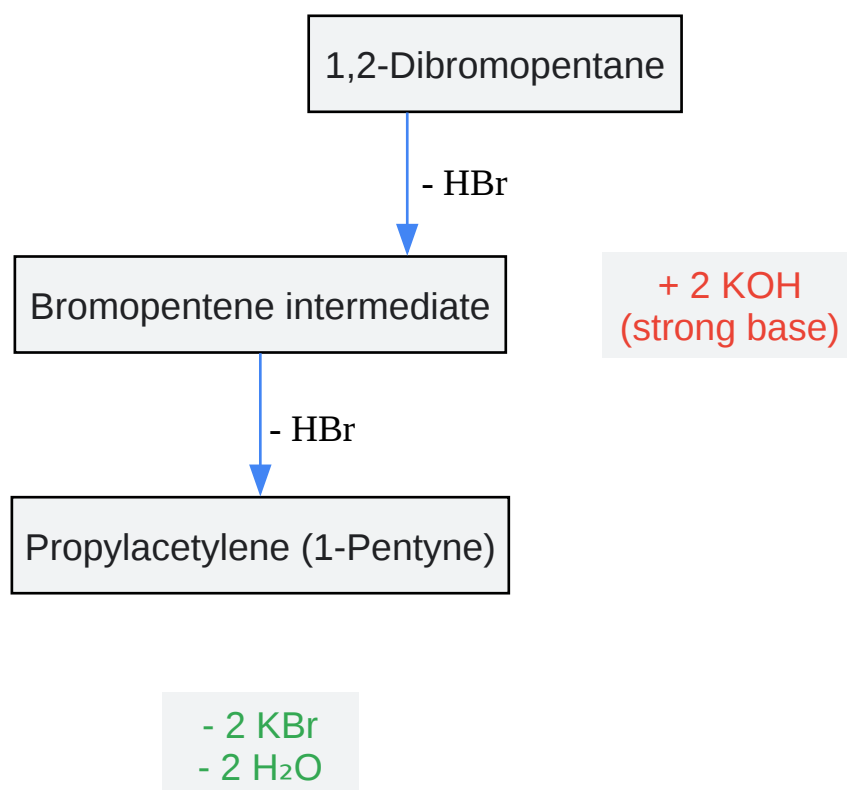 1,2-Dibromopentane
- HBr
Bromopentene intermediate
+ 2 KOH
(strong base)
- HBr
Propylacetylene (1-Pentyne)
- 2 KBr
- 2 H₂O